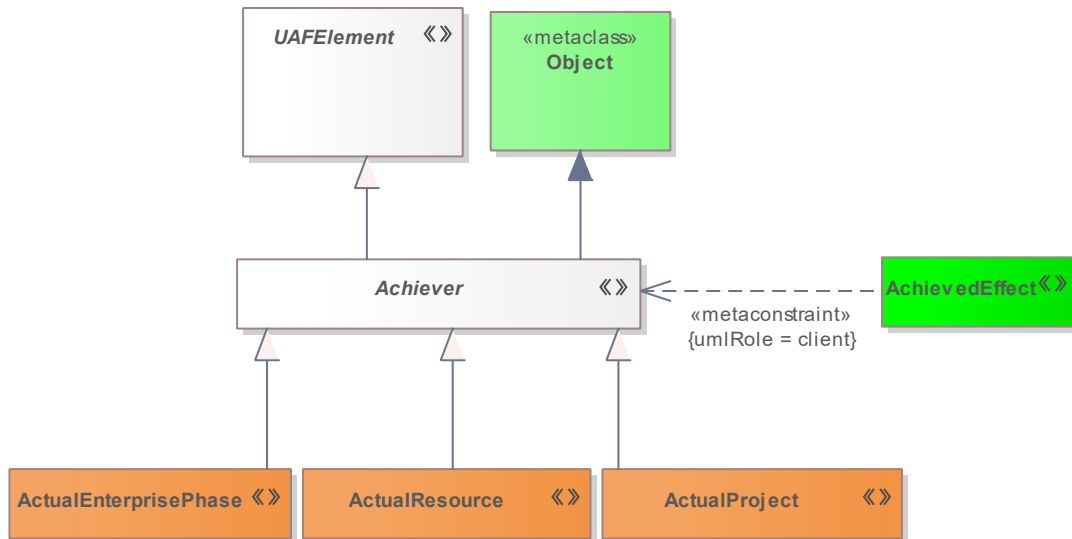 UAFElement «»
«metaclass»
Object
Achiever «»
AchievedEffect «»
«metaconstraint»
{umlRole = client}
ActualEnterprisePhase «»
ActualResource «»
ActualProject «»